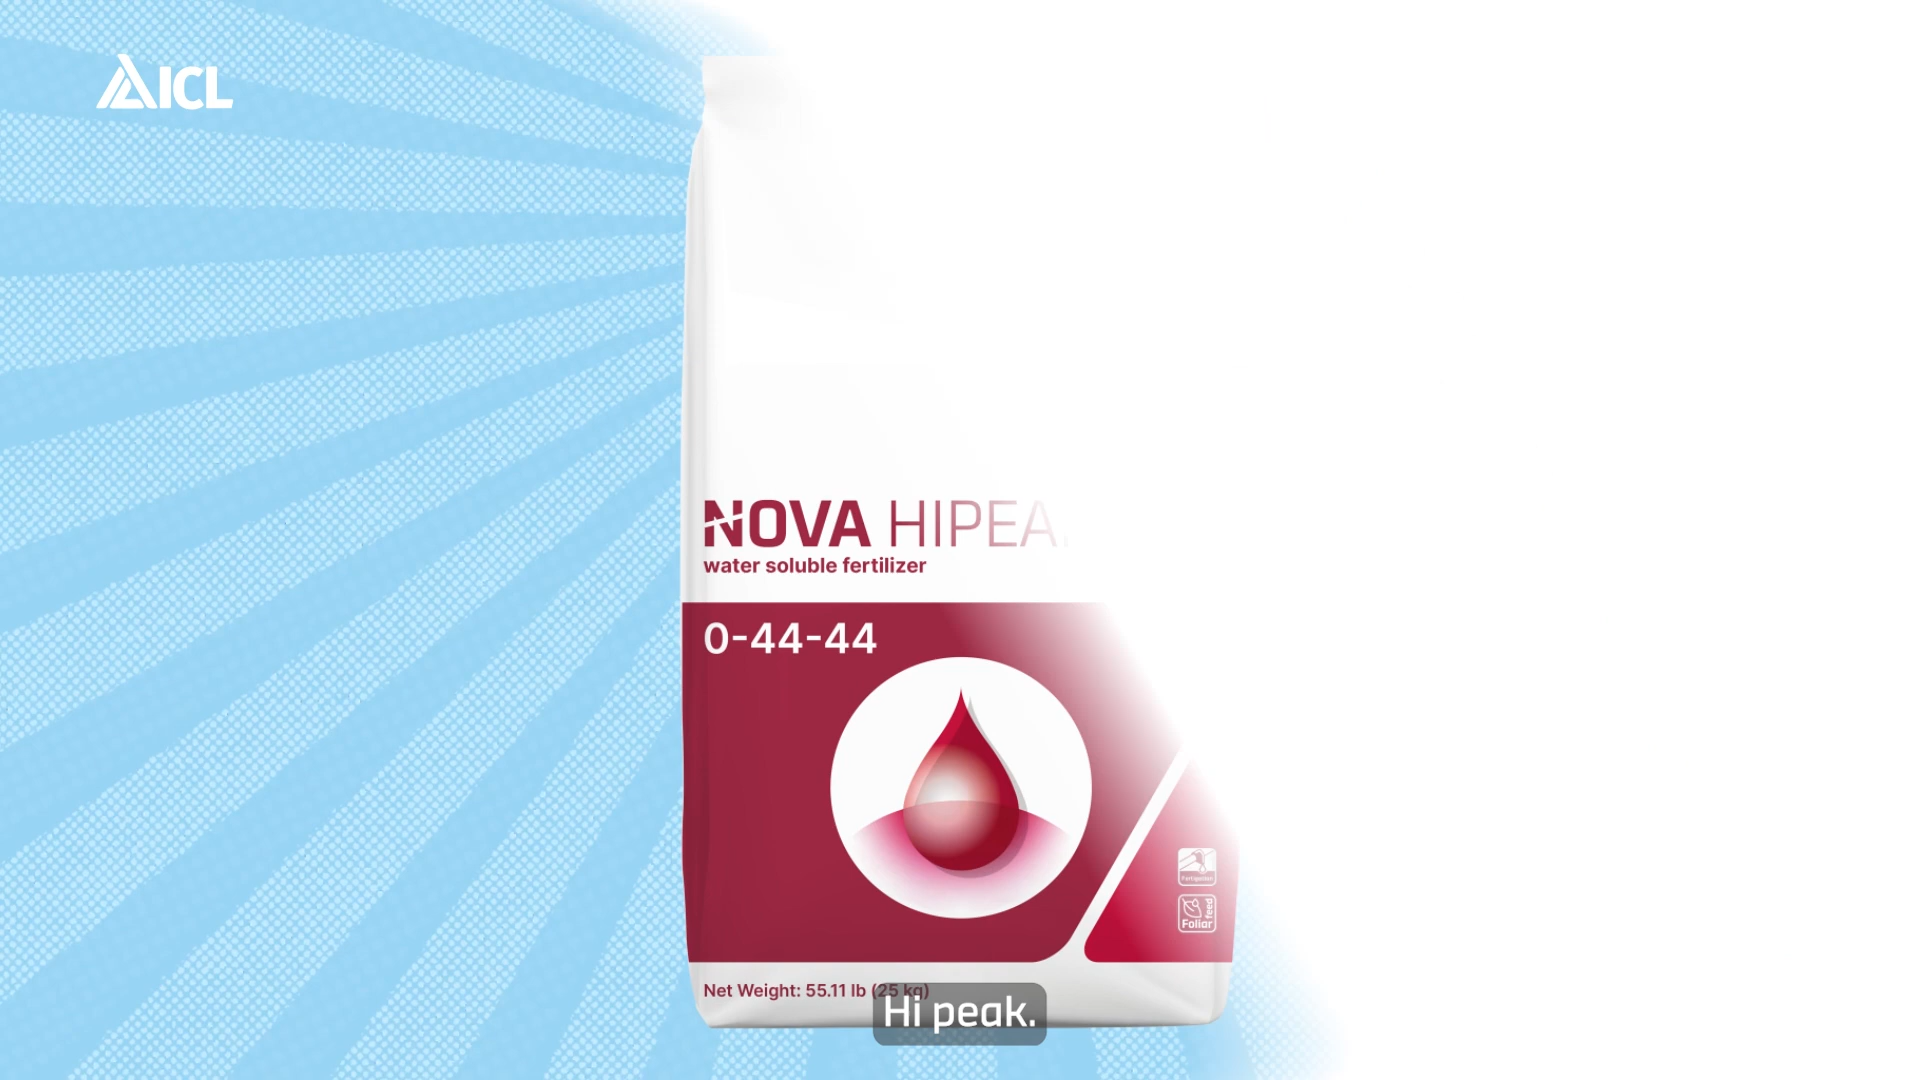 ICL
NOVA HIPEA
water soluble fertilizer
0-44-44
Fertigation
Foliar feed
Net Weight: 55.11 lb (25 kg)
Hi peak.